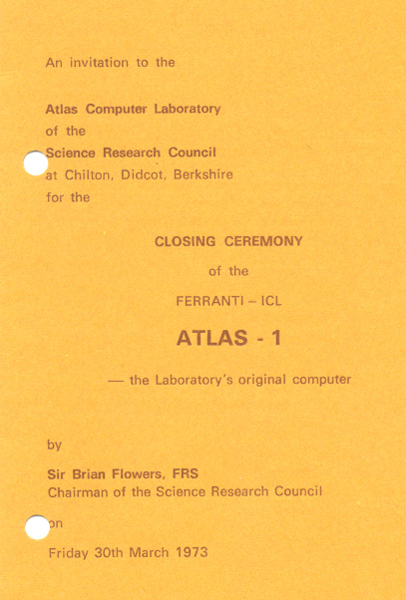 An invitation to the
Atlas Computer Laboratory
of the
Science Research Council
at Chilton, Didcot, Berkshire
for the
CLOSING CEREMONY
of the
FERRANTI – ICL
ATLAS - 1
— the Laboratory's original computer
by
Sir Brian Flowers, FRS
Chairman of the Science Research Council
on
Friday 30th March 1973